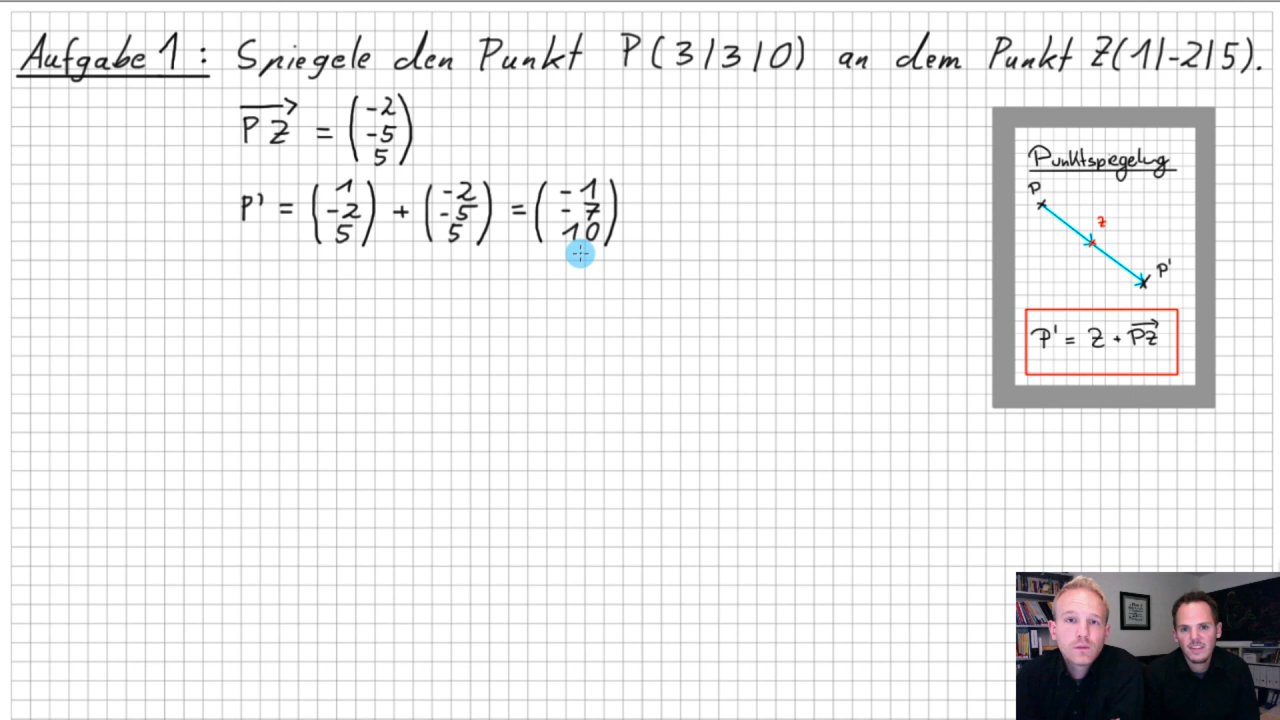 Aufgabe 1: Spiegele den Punkt P(3|3|0) an dem Punkt Z(1|-2|5).
PZ = (-2 -5 5)
P' = (1 -2 5) + (-2 -5 5) = (-1 -7 10)
Punktspiegelung
P
Z
P'
P' = Z + PZ